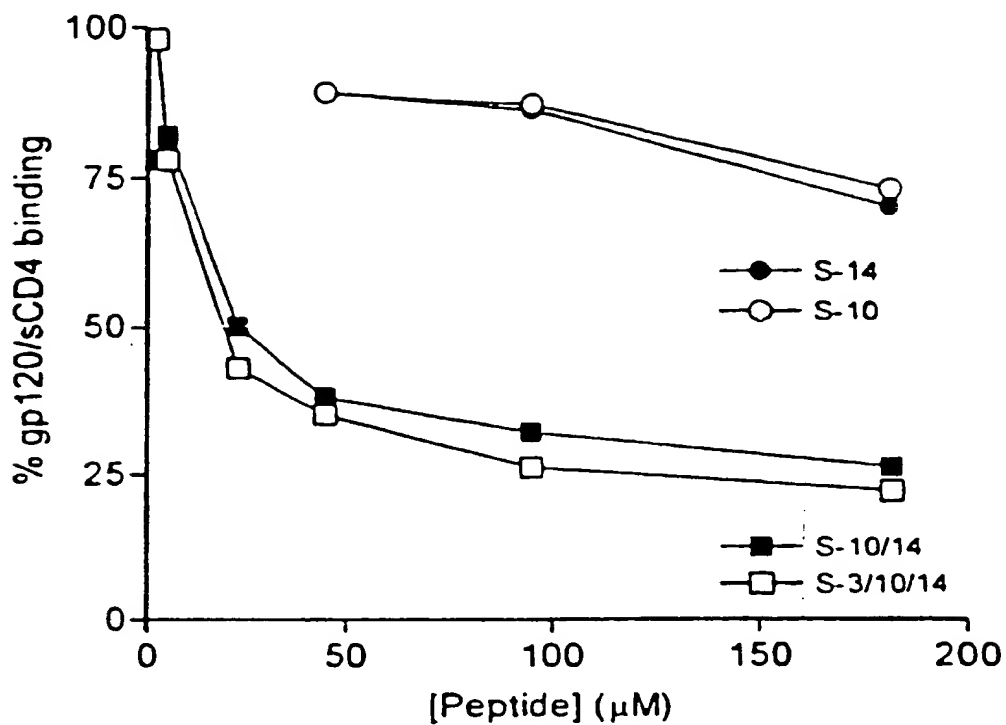 100
75
50
25
0
% gp120/sCD4 binding
S-14
S-10
S-10/14
S-3/10/14
0 50 100 150 200
[Peptide] (μM)